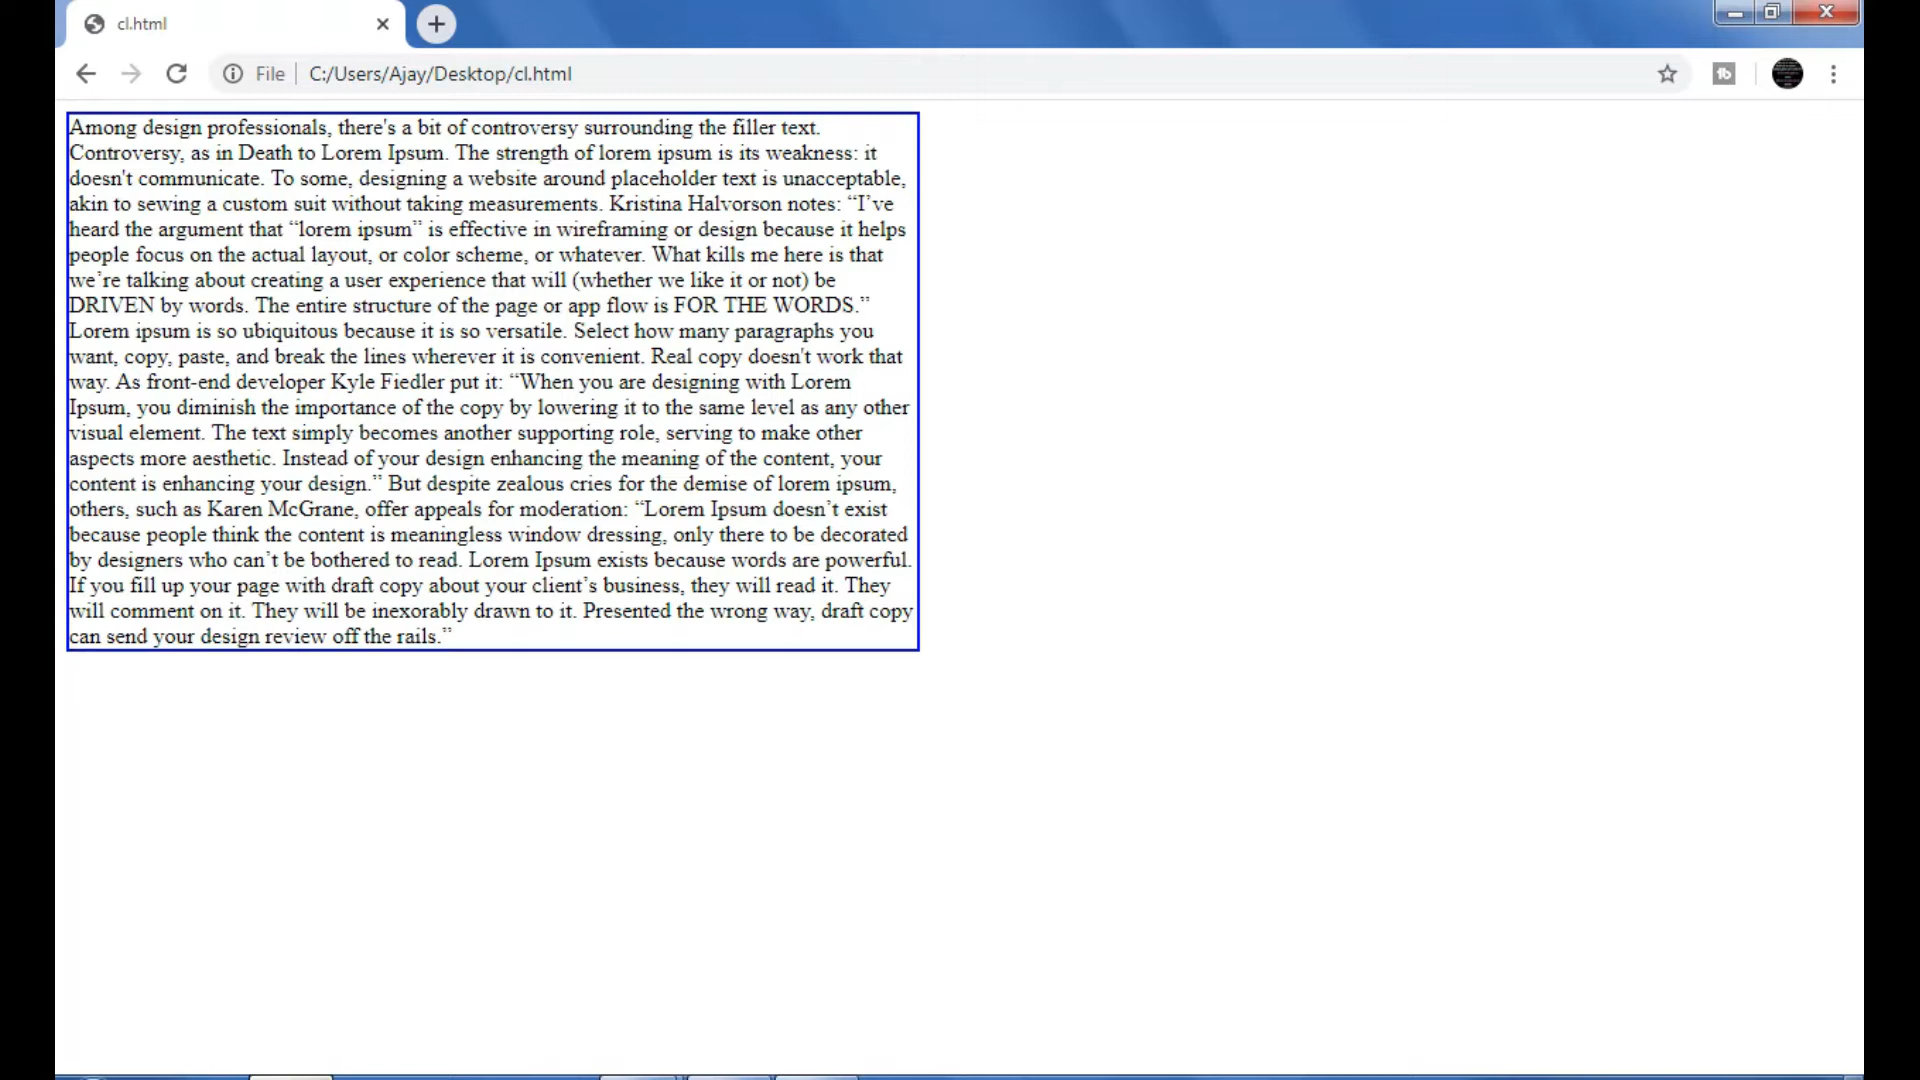 cl.html
File
C:/Users/Ajay/Desktop/cl.html
Among design professionals, there's a bit of controversy surrounding the filler text.
Controversy, as in Death to Lorem Ipsum. The strength of lorem ipsum is its weakness: it
doesn't communicate. To some, designing a website around placeholder text is unacceptable,
akin to sewing a custom suit without taking measurements. Kristina Halvorson notes: “I’ve
heard the argument that “lorem ipsum” is effective in wireframing or design because it helps
people focus on the actual layout, or color scheme, or whatever. What kills me here is that
we’re talking about creating a user experience that will (whether we like it or not) be
DRIVEN by words. The entire structure of the page or app flow is FOR THE WORDS.”
Lorem ipsum is so ubiquitous because it is so versatile. Select how many paragraphs you
want, copy, paste, and break the lines wherever it is convenient. Real copy doesn't work that
way. As front-end developer Kyle Fiedler put it: “When you are designing with Lorem
Ipsum, you diminish the importance of the copy by lowering it to the same level as any other
visual element. The text simply becomes another supporting role, serving to make other
aspects more aesthetic. Instead of your design enhancing the meaning of the content, your
content is enhancing your design.” But despite zealous cries for the demise of lorem ipsum,
others, such as Karen McGrane, offer appeals for moderation: “Lorem Ipsum doesn’t exist
because people think the content is meaningless window dressing, only there to be decorated
by designers who can’t be bothered to read. Lorem Ipsum exists because words are powerful.
If you fill up your page with draft copy about your client’s business, they will read it. They
will comment on it. They will be inexorably drawn to it. Presented the wrong way, draft copy
can send your design review off the rails.”